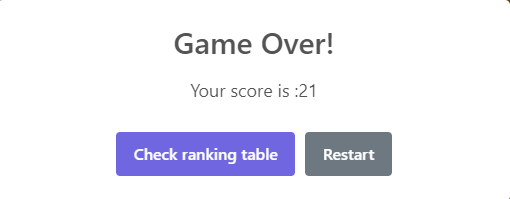 Game Over!
Your score is :21
Check ranking table
Restart